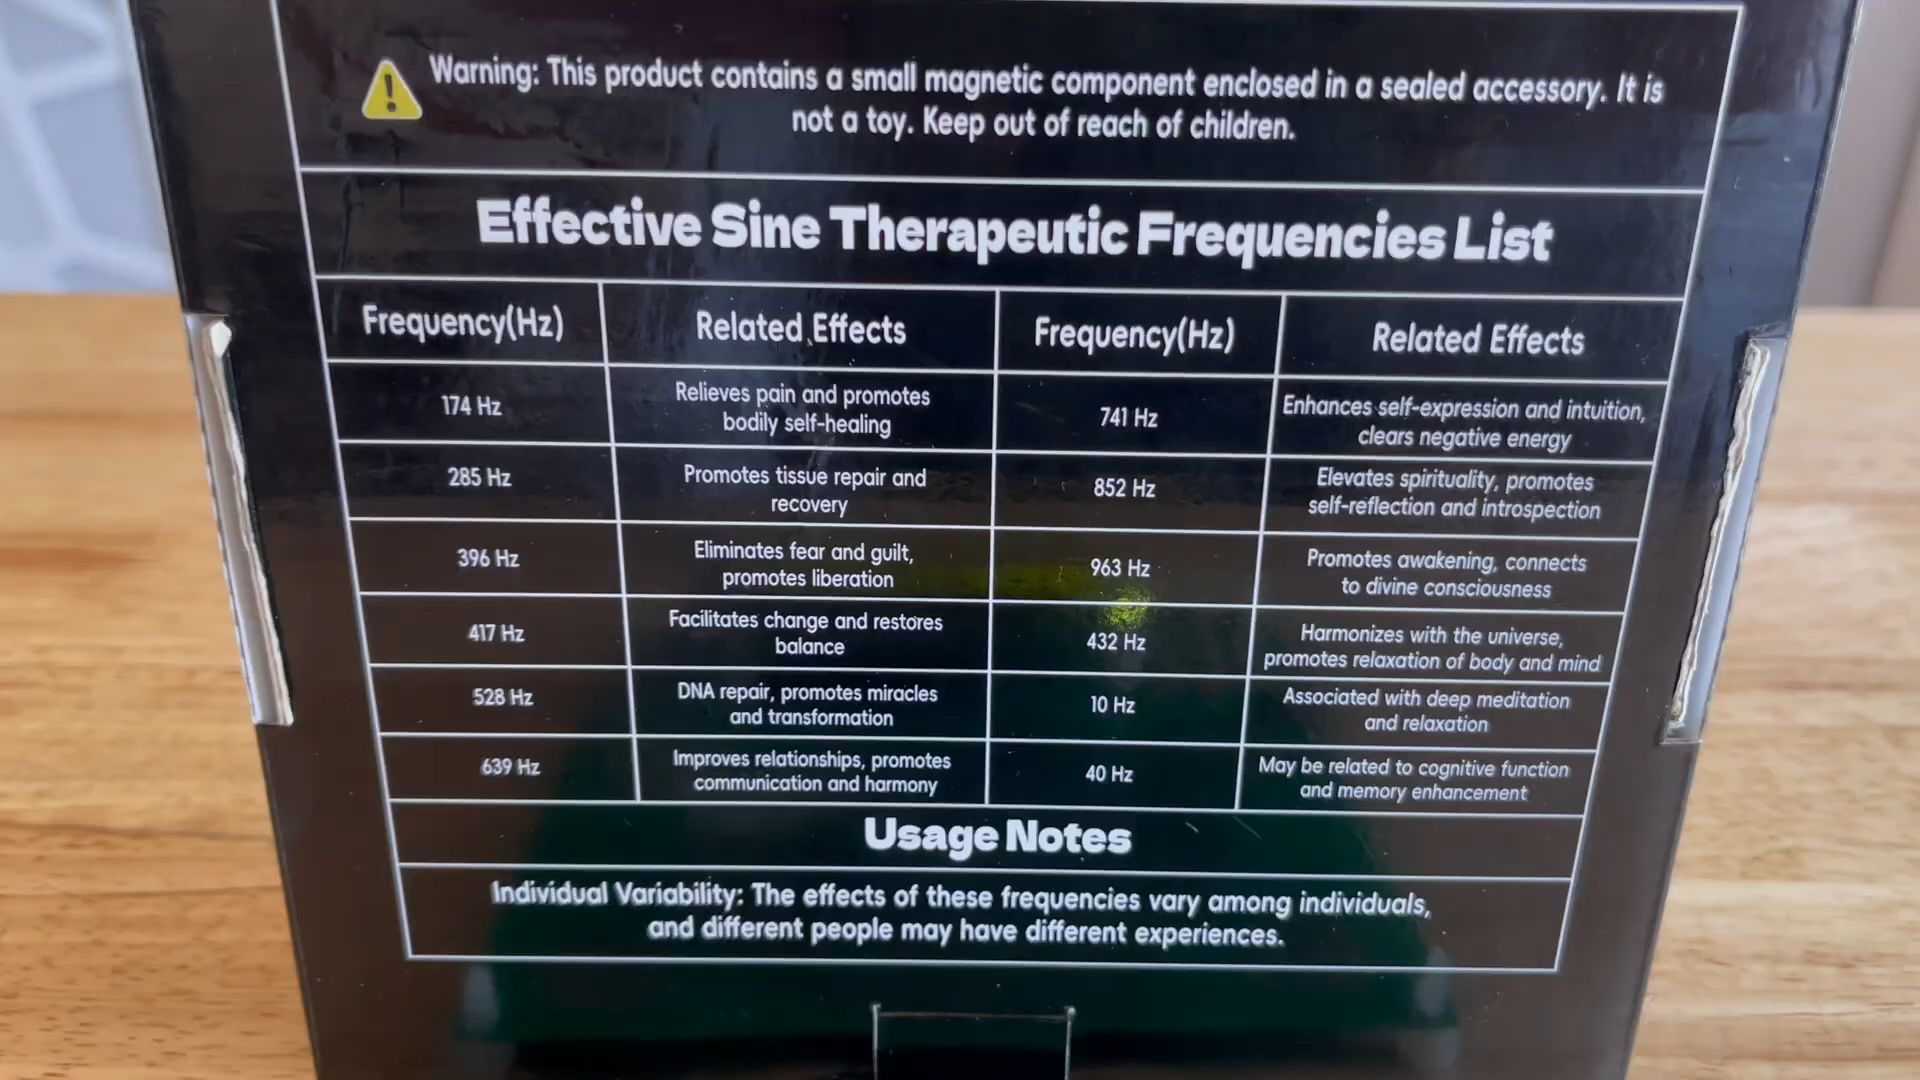 Warning: This product contains a small magnetic component enclosed in a sealed accessory. It is
not a toy. Keep out of reach of children.
Effective Sine Therapeutic Frequencies List
Frequency(Hz) Related Effects Frequency(Hz) Related Effects
174 Hz
Relieves pain and promotes
bodily self-healing
741 Hz
Enhances self-expression and intuition,
clears negative energy
285 Hz
Promotes tissue repair and
recovery
852 Hz
Elevates spirituality, promotes
self-reflection and introspection
396 Hz
Eliminates fear and guilt,
promotes liberation
963 Hz
Promotes awakening, connects
to divine consciousness
417 Hz
Facilitates change and restores
balance
432 Hz
Harmonizes with the universe,
promotes relaxation of body and mind
528 Hz
DNA repair, promotes miracles
and transformation
10 Hz
Associated with deep meditation
and relaxation
639 Hz
Improves relationships, promotes
communication and harmony
40 Hz
May be related to cognitive function
and memory enhancement
Usage Notes
Individual Variability: The effects of these frequencies vary among individuals,
and different people may have different experiences.